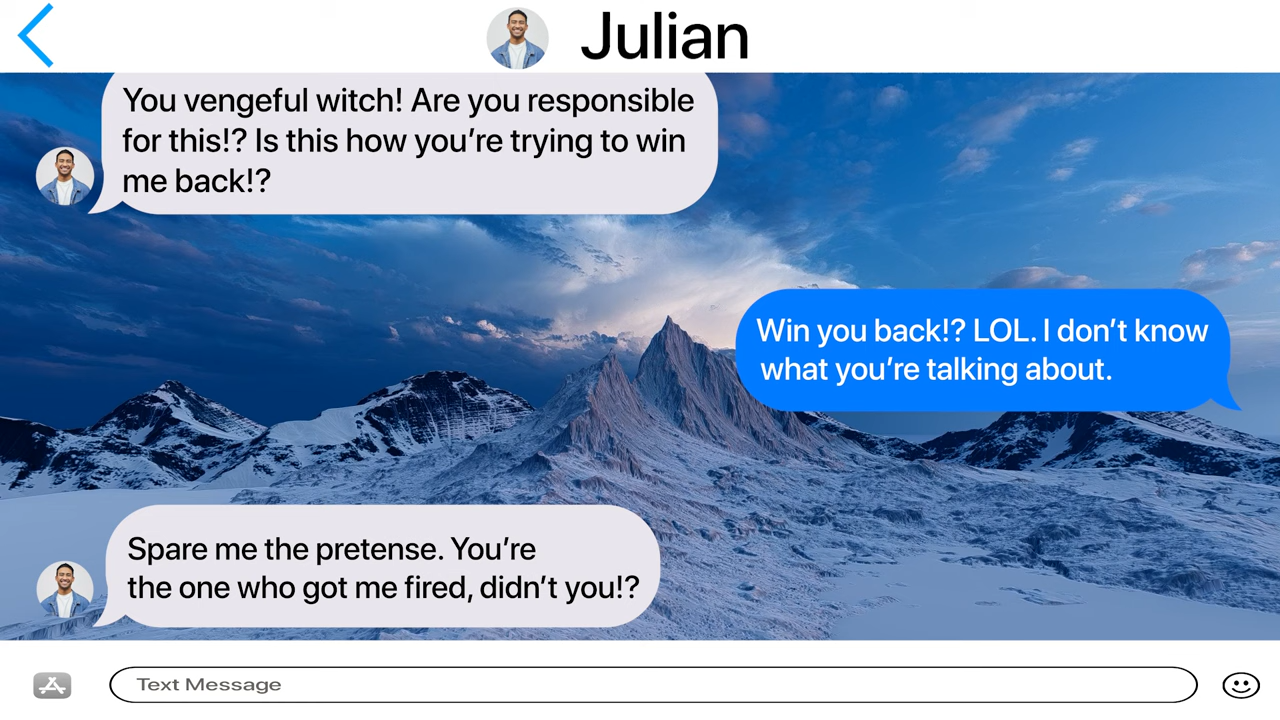 Julian
You vengeful witch! Are you responsible
for this!? Is this how you’re trying to win
me back!?
Win you back!? LOL. I don’t know
what you’re talking about.
Spare me the pretense. You’re
the one who got me fired, didn’t you!?
Text Message